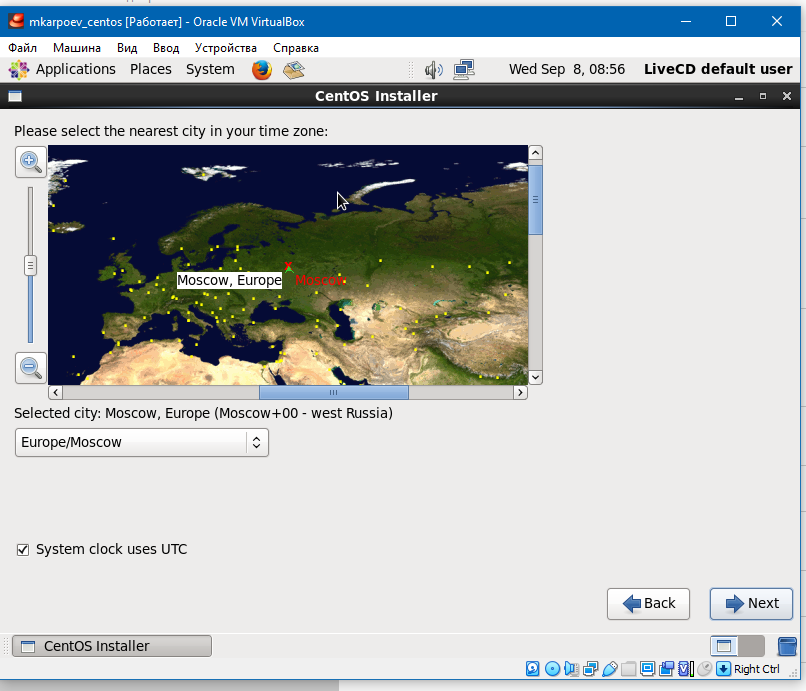 mkarpoev_centos [Работает] - Oracle VM VirtualBox
Файл Машина Вид Ввод Устройства Справка
Applications Places System Wed Sep 8, 08:56 LiveCD default user
CentOS Installer
Please select the nearest city in your time zone:
Moscow, Europe Moscow
Selected city: Moscow, Europe (Moscow+00 - west Russia)
Europe/Moscow
System clock uses UTC
Back Next
CentOS Installer
Right Ctrl